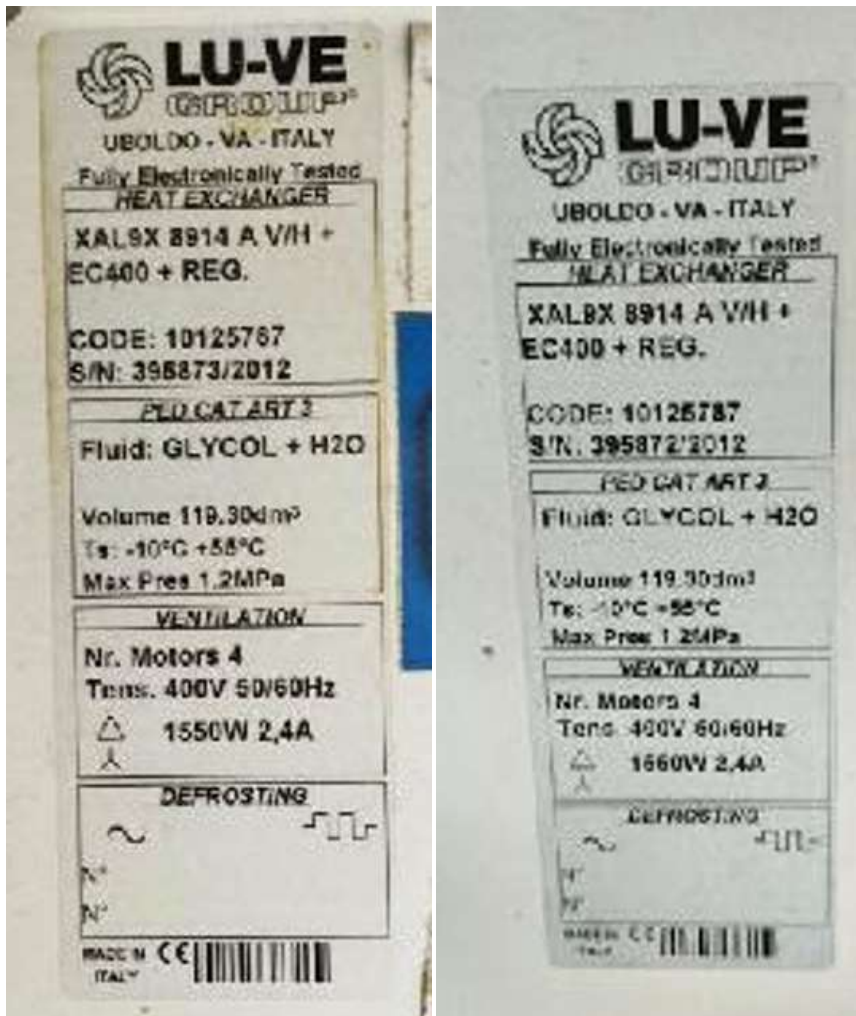 LU-VE
GROUP®
UBOLDO - VA - ITALY
Fully Electronically Tested
HEAT EXCHANGER
XAL9X 8914 A V/H +
EC400 + REG.
CODE: 10125787
S/N: 395873/2012
PED CAT ART 3
Fluid: GLYCOL + H2O
Volume 119.30dm³
Ts: -10°C +55°C
Max Pres 1.2MPa
VENTILATION
Nr. Motors 4
Tens. 400V 50/60Hz
1550W 2,4A
DEFROSTING
N°
N°
MADE IN
ITALY
CE
LU-VE
GROUP®
UBOLDO - VA - ITALY
Fully Electronically Tested
HEAT EXCHANGER
XAL9X 8914 A V/H +
EC400 + REG.
CODE: 10125787
S/N. 395872/2012
PED CAT ART 3
Fluid: GLYCOL + H2O
Volume 119.30dm³
Ts: -10°C +55°C
Max Pres 1.2MPa
VENTILATION
Nr. Motors 4
Tens. 400V 50/60Hz
2,4A
DEFROSTING
N°
N°
MADE IN
ITALY
CE